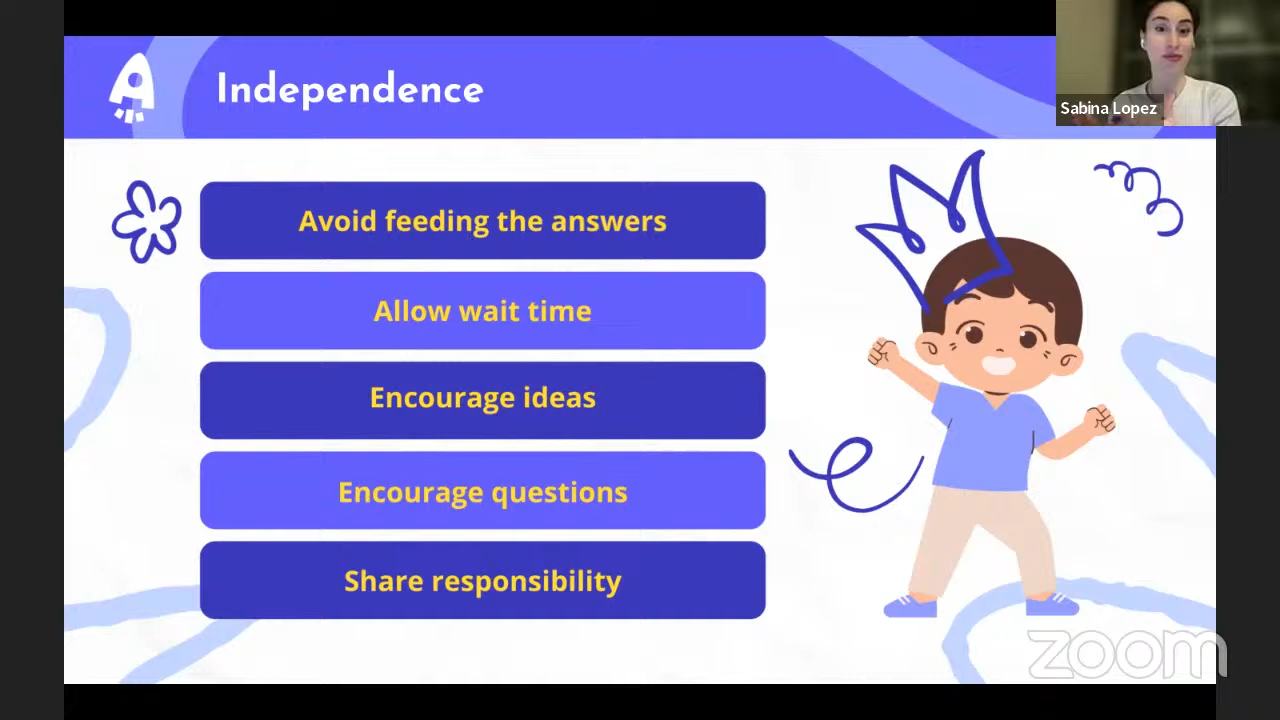 Independence
Sabina Lopez
Avoid feeding the answers
Allow wait time
Encourage ideas
Encourage questions
Share responsibility
zoom